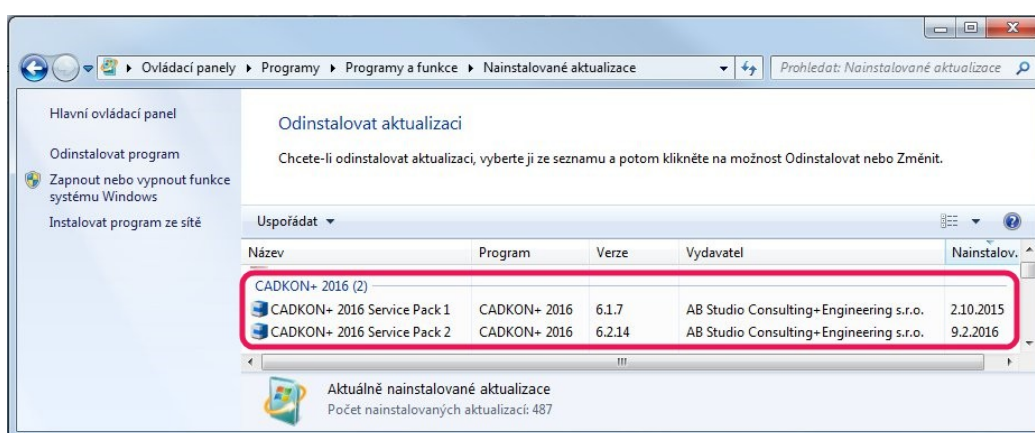 Ovládací panely Programy Programy a funkce Nainstalované aktualizace Prohledat: Nainstalované aktualizace
Hlavní ovládací panel
Odinstalovat program
Zapnout nebo vypnout funkce
systému Windows
Instalovat program ze sítě
Odinstalovat aktualizaci
Chcete-li odinstalovat aktualizaci, vyberte ji ze seznamu a potom klikněte na možnost Odinstalovat nebo Změnit.
Uspořádat
Název Program Verze Vydavatel Nainstalov.
CADKON+ 2016 (2)
CADKON+ 2016 Service Pack 1 CADKON+ 2016 6.1.7 AB Studio Consulting+Engineering s.r.o. 2.10.2015
CADKON+ 2016 Service Pack 2 CADKON+ 2016 6.2.14 AB Studio Consulting+Engineering s.r.o. 9.2.2016
Aktuálně nainstalované aktualizace
Počet nainstalovaných aktualizací: 487